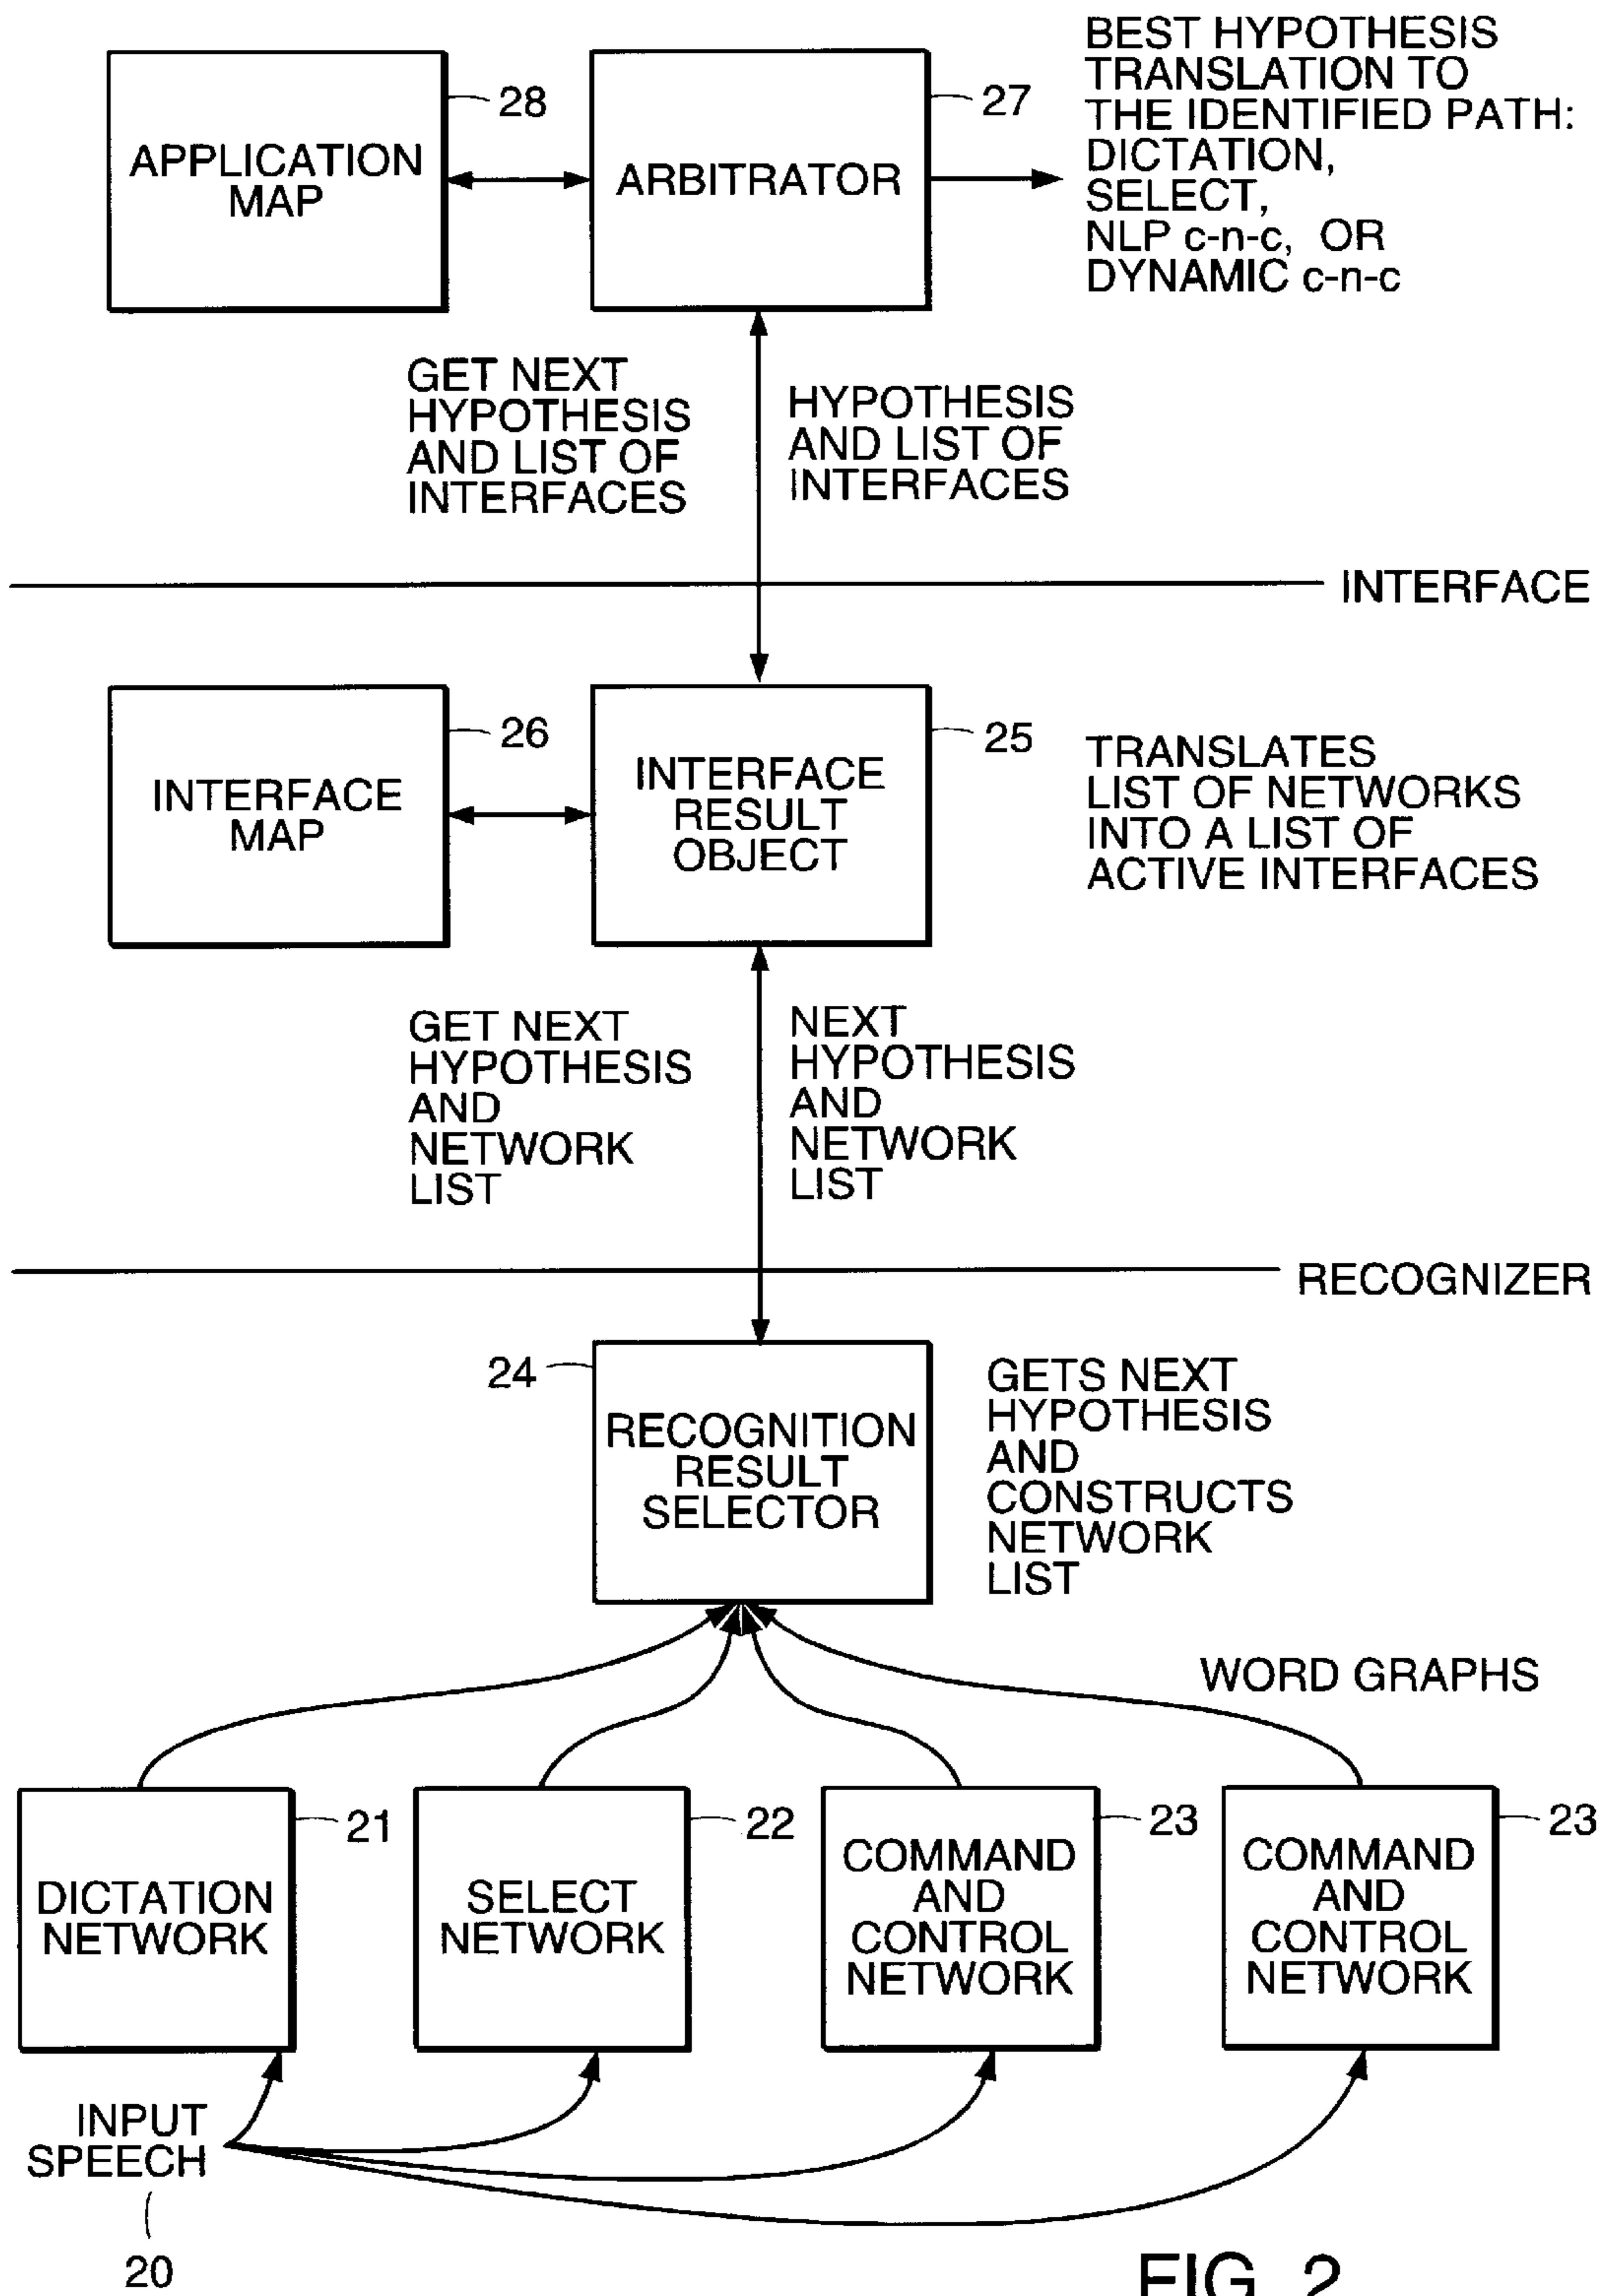 BEST HYPOTHESIS
TRANSLATION TO
THE IDENTIFIED PATH:
DICTATION,
SELECT,
NLP c-n-c, OR
DYNAMIC c-n-c
28
27
APPLICATION
MAP
ARBITRATOR
GET NEXT
HYPOTHESIS
AND LIST OF
INTERFACES
HYPOTHESIS
AND LIST OF
INTERFACES
INTERFACE
26
25
INTERFACE
MAP
INTERFACE
RESULT
OBJECT
TRANSLATES
LIST OF NETWORKS
INTO A LIST OF
ACTIVE INTERFACES
GET NEXT
HYPOTHESIS
AND
NETWORK
LIST
NEXT
HYPOTHESIS
AND
NETWORK
LIST
RECOGNIZER
24
RECOGNITION
RESULT
SELECTOR
GETS NEXT
HYPOTHESIS
AND
CONSTRUCTS
NETWORK
LIST
WORD GRAPHS
21
22
23
23
DICTATION
NETWORK
SELECT
NETWORK
COMMAND
AND
CONTROL
NETWORK
COMMAND
AND
CONTROL
NETWORK
INPUT
SPEECH
20
FIG. 2